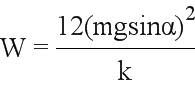 W = 12(mgsinα)² / k